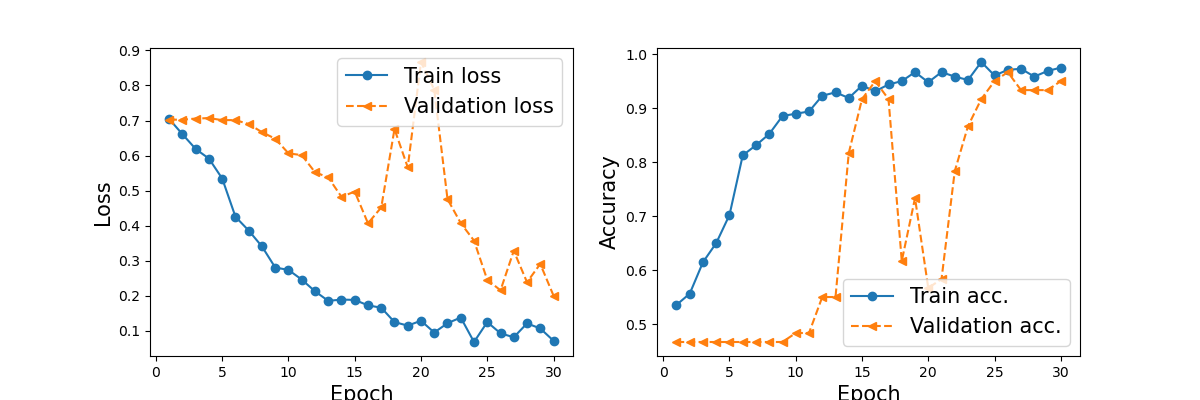 0.9
0.8
0.7
0.6
0.5
0.4
0.3
0.2
0.1
Loss
0 5 10 15 20 25 30
Epoch
Train loss
Validation loss
1.0
0.9
0.8
0.7
0.6
0.5
Accuracy
0 5 10 15 20 25 30
Epoch
Train acc.
Validation acc.